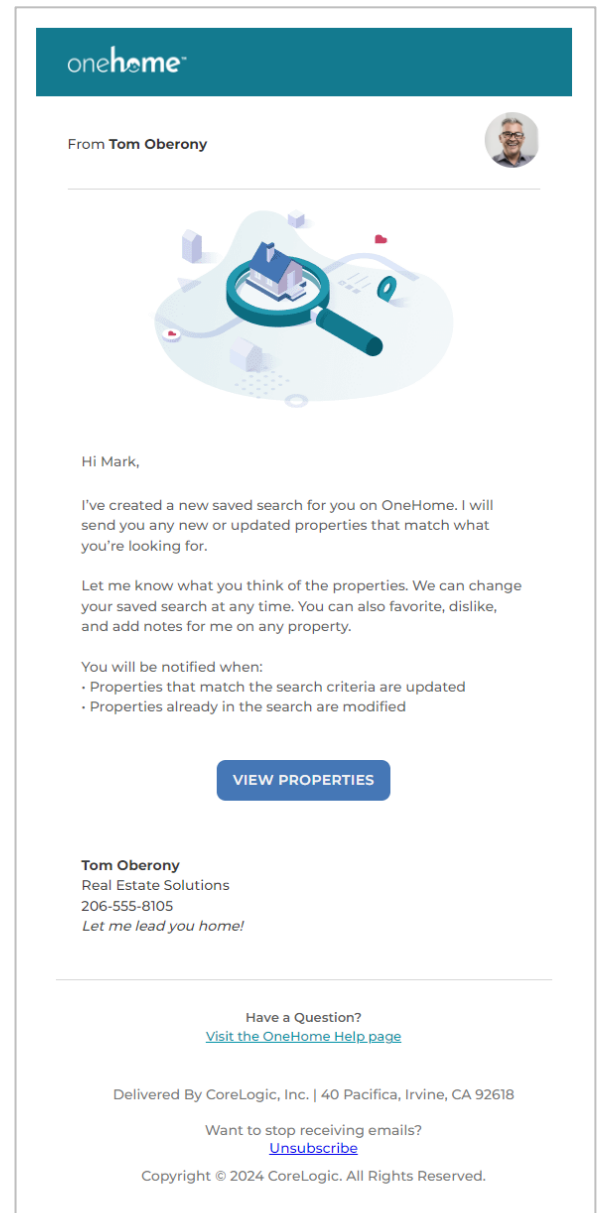 onehome™
From Tom Oberony
Hi Mark,
I’ve created a new saved search for you on OneHome. I will
send you any new or updated properties that match what
you’re looking for.
Let me know what you think of the properties. We can change
your saved search at any time. You can also favorite, dislike,
and add notes for me on any property.
You will be notified when:
• Properties that match the search criteria are updated
• Properties already in the search are modified
VIEW PROPERTIES
Tom Oberony
Real Estate Solutions
206-555-8105
Let me lead you home!
Have a Question?
Visit the OneHome Help page
Delivered By CoreLogic, Inc. | 40 Pacifica, Irvine, CA 92618
Want to stop receiving emails?
Unsubscribe
Copyright © 2024 CoreLogic. All Rights Reserved.